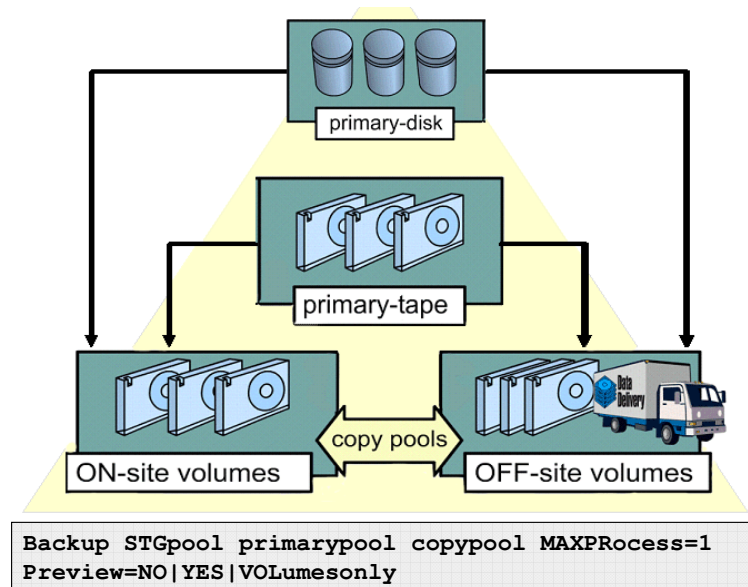 primary-disk
primary-tape
Data
Delivery
copy pools
ON-site volumes
OFF-site volumes
Backup STGpool primarypool copypool MAXPRocess=1
Preview=NO|YES|VOLumesonly